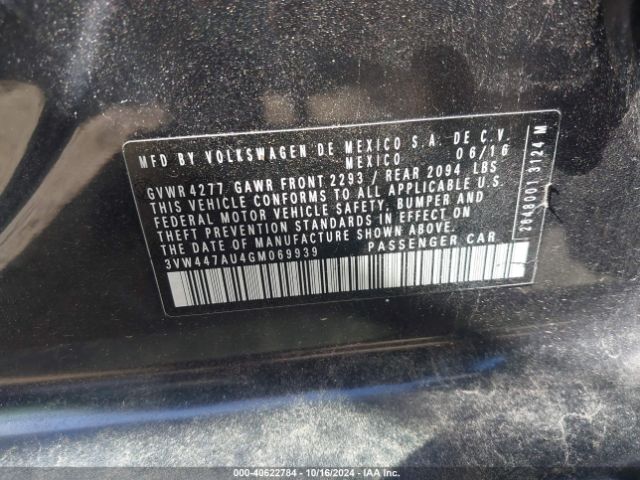 MFD BY VOLKSWAGEN DE MEXICO S.A. DE C.V.
MEXICO 06/16
GVWR 4277 GAWR FRONT 2293 / REAR 2094 LBS
THIS VEHICLE CONFORMS TO ALL APPLICABLE U.S.
FEDERAL MOTOR VEHICLE SAFETY, BUMPER AND
THEFT PREVENTION STANDARDS IN EFFECT ON
THE DATE OF MANUFACTURE SHOWN ABOVE.
3VW447AU4GM069939 PASSENGER CAR
2G48001 3124 M
000-40622784 - 10/16/2024 - IAA Inc.